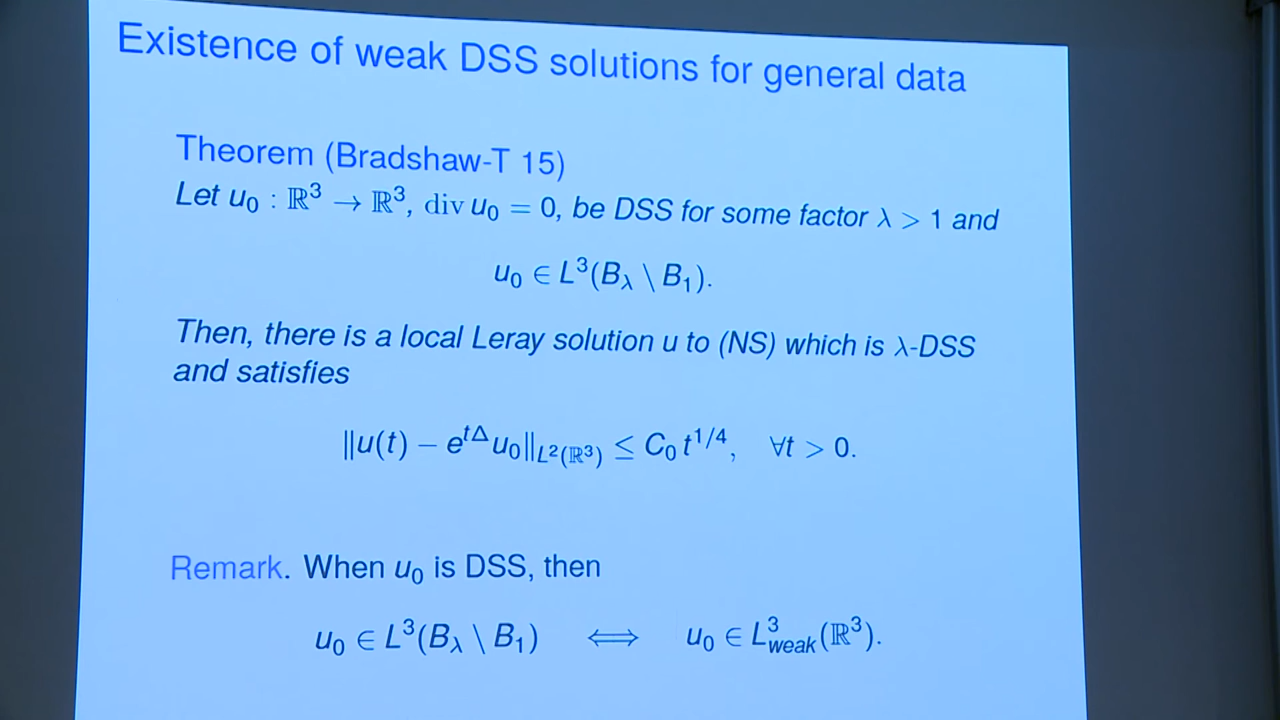 Existence of weak DSS solutions for general data
Theorem (Bradshaw-T 15)
Let u₀ : ℝ³ → ℝ³, div u₀ = 0, be DSS for some factor λ > 1 and
u₀ ∈ L³(B_λ \ B₁).
Then, there is a local Leray solution u to (NS) which is λ-DSS
and satisfies
‖u(t) − e^{tΔ}u₀‖_{L²(ℝ³)} ≤ C₀ t^{1/4}, ∀t > 0.
Remark. When u₀ is DSS, then
u₀ ∈ L³(B_λ \ B₁) ⟺ u₀ ∈ L³_{weak}(ℝ³).